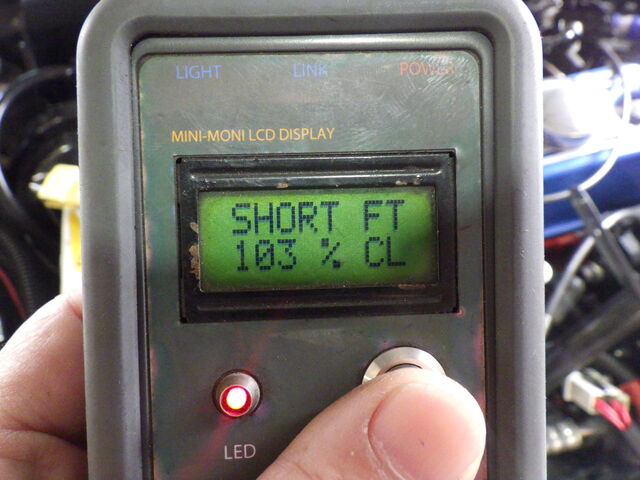 LIGHT LINK POWER
MINI-MONI LCD DISPLAY
SHORT FT
103 % CL
LED